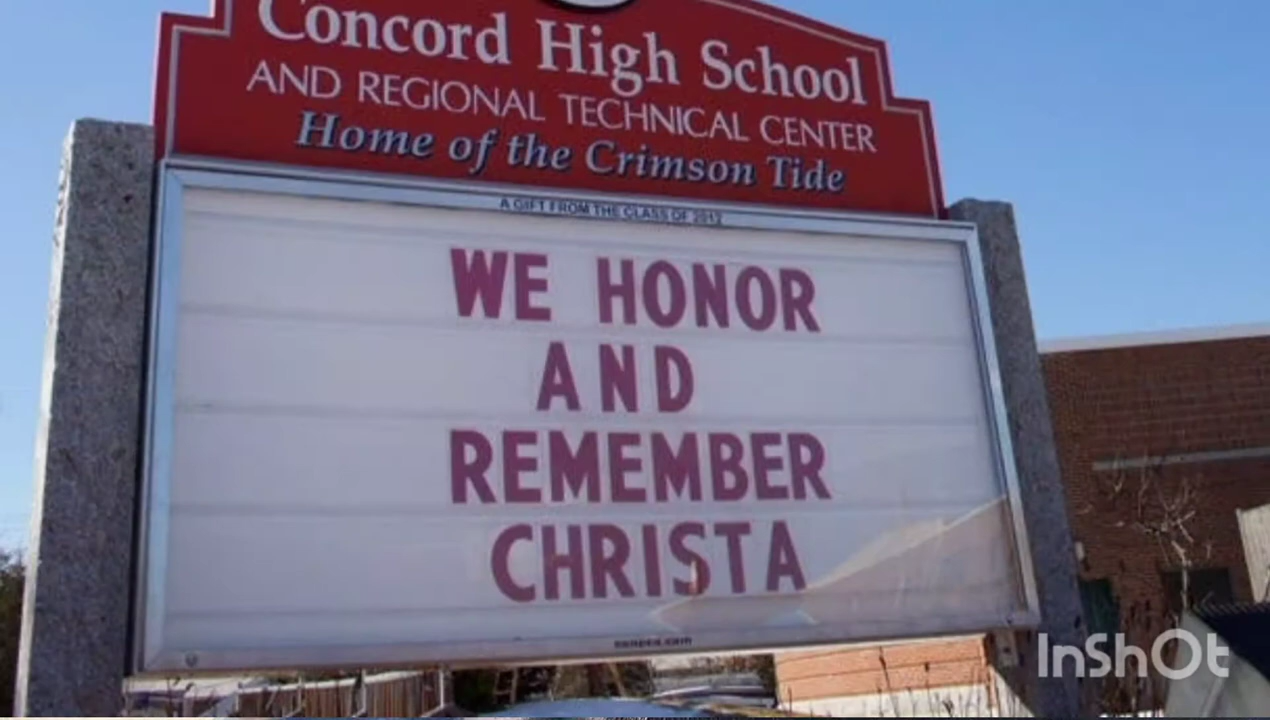 Concord High School
AND REGIONAL TECHNICAL CENTER
Home of the Crimson Tide
A GIFT FROM THE CLASS OF 2012
WE HONOR
AND
REMEMBER
CHRISTA
InShOt